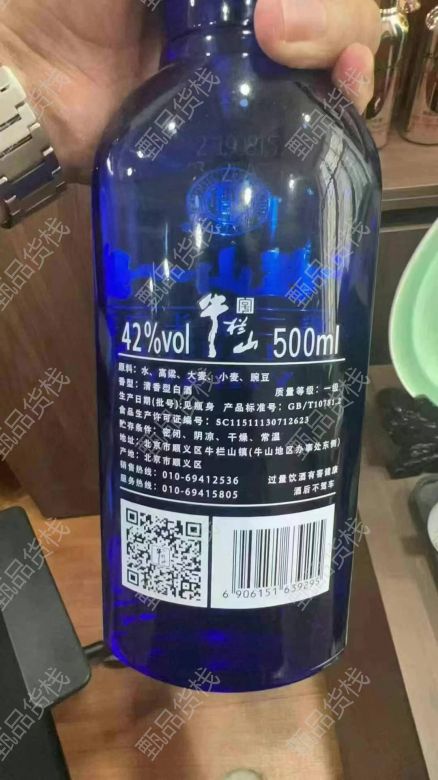 42%vol 牛栏山 500ml
原料：水、高粱、大麦、小麦、豌豆
香型：清香型白酒 质量等级：一级
生产日期(批号)：见瓶身 产品标准号：GB/T10781.2
食品生产许可证编号：SC11511130712623
贮存：密闭、阴凉、干燥、常温
地址：北京市顺义区牛栏山镇(牛山地区办事处东侧)
产地：北京市顺义区
销售热线：010-69412536 过量饮酒有害健康
服务热线：010-69415805 酒后不驾车
6 906151 639295
甄品货栈